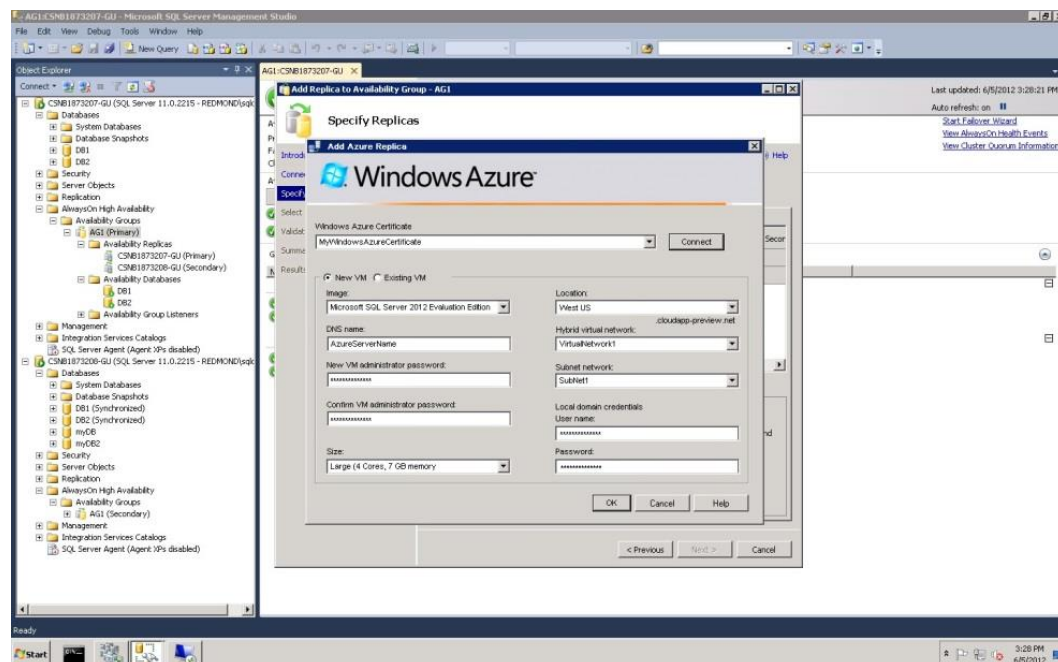 AG1:CSNB1873207-GU - Microsoft SQL Server Management Studio
File Edit View Debug Tools Window Help
New Query
Object Explorer
AG1:CSNB1873207-GU
Connect
CSNB1873207-GU (SQL Server 11.0.2215 - REDMOND\sqlc
Databases
System Databases
Database Snapshots
DB1
DB2
Security
Server Objects
Replication
AlwaysOn High Availability
Availability Groups
AG1 (Primary)
Availability Replicas
CSNB1873207-GU (Primary)
CSNB1873208-GU (Secondary)
Availability Databases
DB1
DB2
Availability Group Listeners
Management
Integration Services Catalogs
SQL Server Agent (Agent XPs disabled)
CSNB1873208-GU (SQL Server 11.0.2215 - REDMOND\sqlc
Databases
System Databases
Database Snapshots
DB1 (Synchronized)
DB2 (Synchronized)
myDB
myDB2
Security
Server Objects
Replication
AlwaysOn High Availability
Availability Groups
AG1 (Secondary)
Management
Integration Services Catalogs
SQL Server Agent (Agent XPs disabled)
Add Replica to Availability Group - AG1
Specify Replicas
Help
Add Azure Replica
Windows Azure
Windows Azure Certificate
MyWindowsAzureCertificate
Connect
New VM Existing VM
Image:
Microsoft SQL Server 2012 Evaluation Edition
Location:
West US
.cloudapp-preview.net
DNS name:
AzureServerName
Hybrid virtual network:
VirtualNetwork1
New VM administrator password:
Subnet network:
SubNet1
Confirm VM administrator password:
Local domain credentials
User name:
Size:
Large (4 Cores, 7 GB memory
Password:
OK Cancel Help
< Previous Next > Cancel
Last updated: 6/5/2012 3:28:21 PM
Auto refresh: on
Start Failover Wizard
View AlwaysOn Health Events
View Cluster Quorum Information
Ready
Start
3:28 PM
6/5/2012